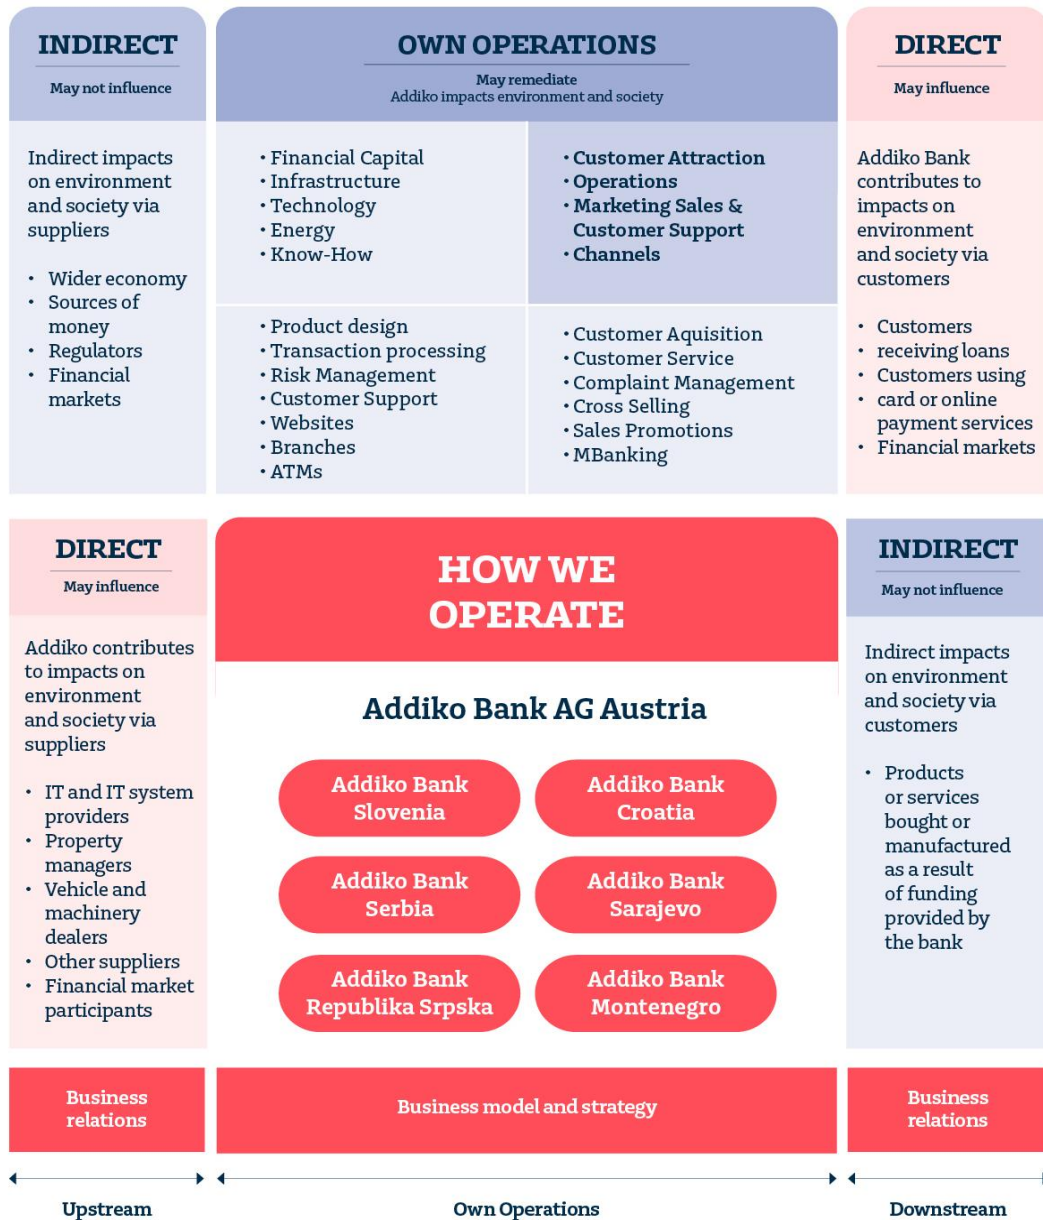 INDIRECT
May not influence
Indirect impacts
on environment
and society via
suppliers
• Wider economy
• Sources of
money
• Regulators
• Financial
markets
OWN OPERATIONS
May remediate
Addiko impacts environment and society
• Financial Capital
• Infrastructure
• Technology
• Energy
• Know-How
• Customer Attraction
• Operations
• Marketing Sales &
Customer Support
• Channels
• Product design
• Transaction processing
• Risk Management
• Customer Support
• Websites
• Branches
• ATMs
• Customer Aquisition
• Customer Service
• Complaint Management
• Cross Selling
• Sales Promotions
• MBanking
DIRECT
May influence
Addiko Bank
contributes to
impacts on
environment
and society via
customers
• Customers
• receiving loans
• Customers using
• card or online
payment services
• Financial markets
DIRECT
May influence
Addiko contributes
to impacts on
environment
and society via
suppliers
• IT and IT system
providers
• Property
managers
• Vehicle and
machinery
dealers
• Other suppliers
• Financial market
participants
HOW WE
OPERATE
Addiko Bank AG Austria
Addiko Bank
Slovenia
Addiko Bank
Croatia
Addiko Bank
Serbia
Addiko Bank
Sarajevo
Addiko Bank
Republika Srpska
Addiko Bank
Montenegro
INDIRECT
May not influence
Indirect impacts
on environment
and society via
customers
• Products
or services
bought or
manufactured
as a result
of funding
provided by
the bank
Business
relations
Business model and strategy
Business
relations
Upstream
Own Operations
Downstream